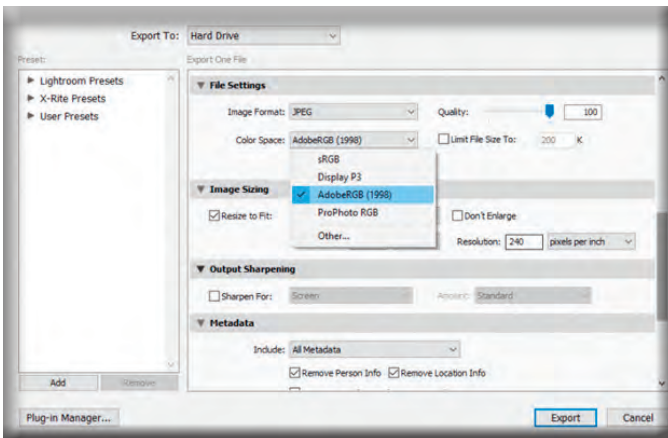 Export To: Hard Drive
Preset: Export One File
Lightroom Presets
X-Rite Presets
User Presets
File Settings
Image Format: JPEG Quality: 100
Color Space: AdobeRGB (1998) Limit File Size To: 200 K
sRGB
Display P3
AdobeRGB (1998)
ProPhoto RGB
Other...
Image Sizing
Resize to Fit: Don't Enlarge
Resolution: 240 pixels per inch
Output Sharpening
Sharpen For: Screen Amount: Standard
Metadata
Include: All Metadata
Remove Person Info Remove Location Info
Add Remove
Plug-in Manager... Export Cancel